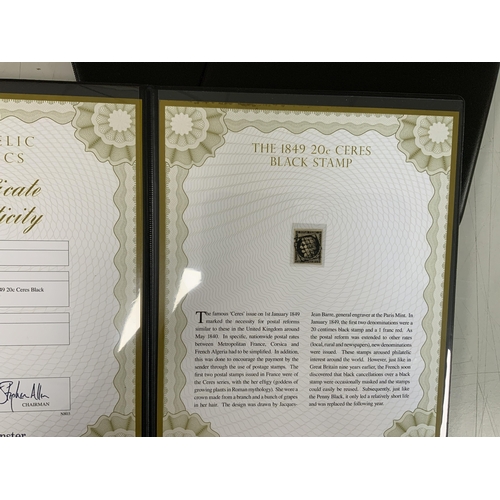 ELIC
CS
icate
ticity
49 20c Ceres Black
Stephen Allen
CHAIRMAN
nster
THE 1849 20c CERES
BLACK STAMP
The famous 'Ceres' issue on 1st January 1849
marked the necessity for postal reforms
similar to these in the United Kingdom around
May 1840. In specific, nationwide postal rates
between Metropolitan France, Corsica and
French Algeria had to be simplified. In addition,
this was done to encourage the payment by the
sender through the use of postage stamps. The
first two postal stamps issued in France were of
the Ceres series, with the her effigy (goddess of
growing plants in Roman mythology). She wore a
crown made from a branch and a bunch of grapes
in her hair. The design was drawn by Jacques-
Jean Barre, general engravor at the Paris Mint. In
January 1849, the first two denominations were a
20 centimes black stamp and a 1 franc red. As
the postal reform was extended to other rates
(local, rural and newspapers), new denominations
were issued. These stamps aroused philatelic
interest around the world. However, just like in
Great Britain nine years earlier, the French soon
discovered that black cancellations over a black
stamp were occasionally masked and the stamps
could easily be reused. Subsequently, just like
the Penny Black, it only led a relatively short life
and was replaced the following year.